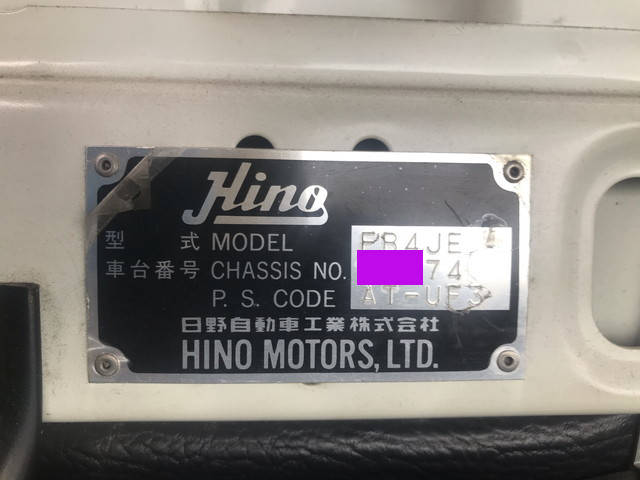 Hino
型式 MODEL
車台番号 CHASSIS NO. 74
P. S. CODE
日野自動車工業株式会社
HINO MOTORS, LTD.